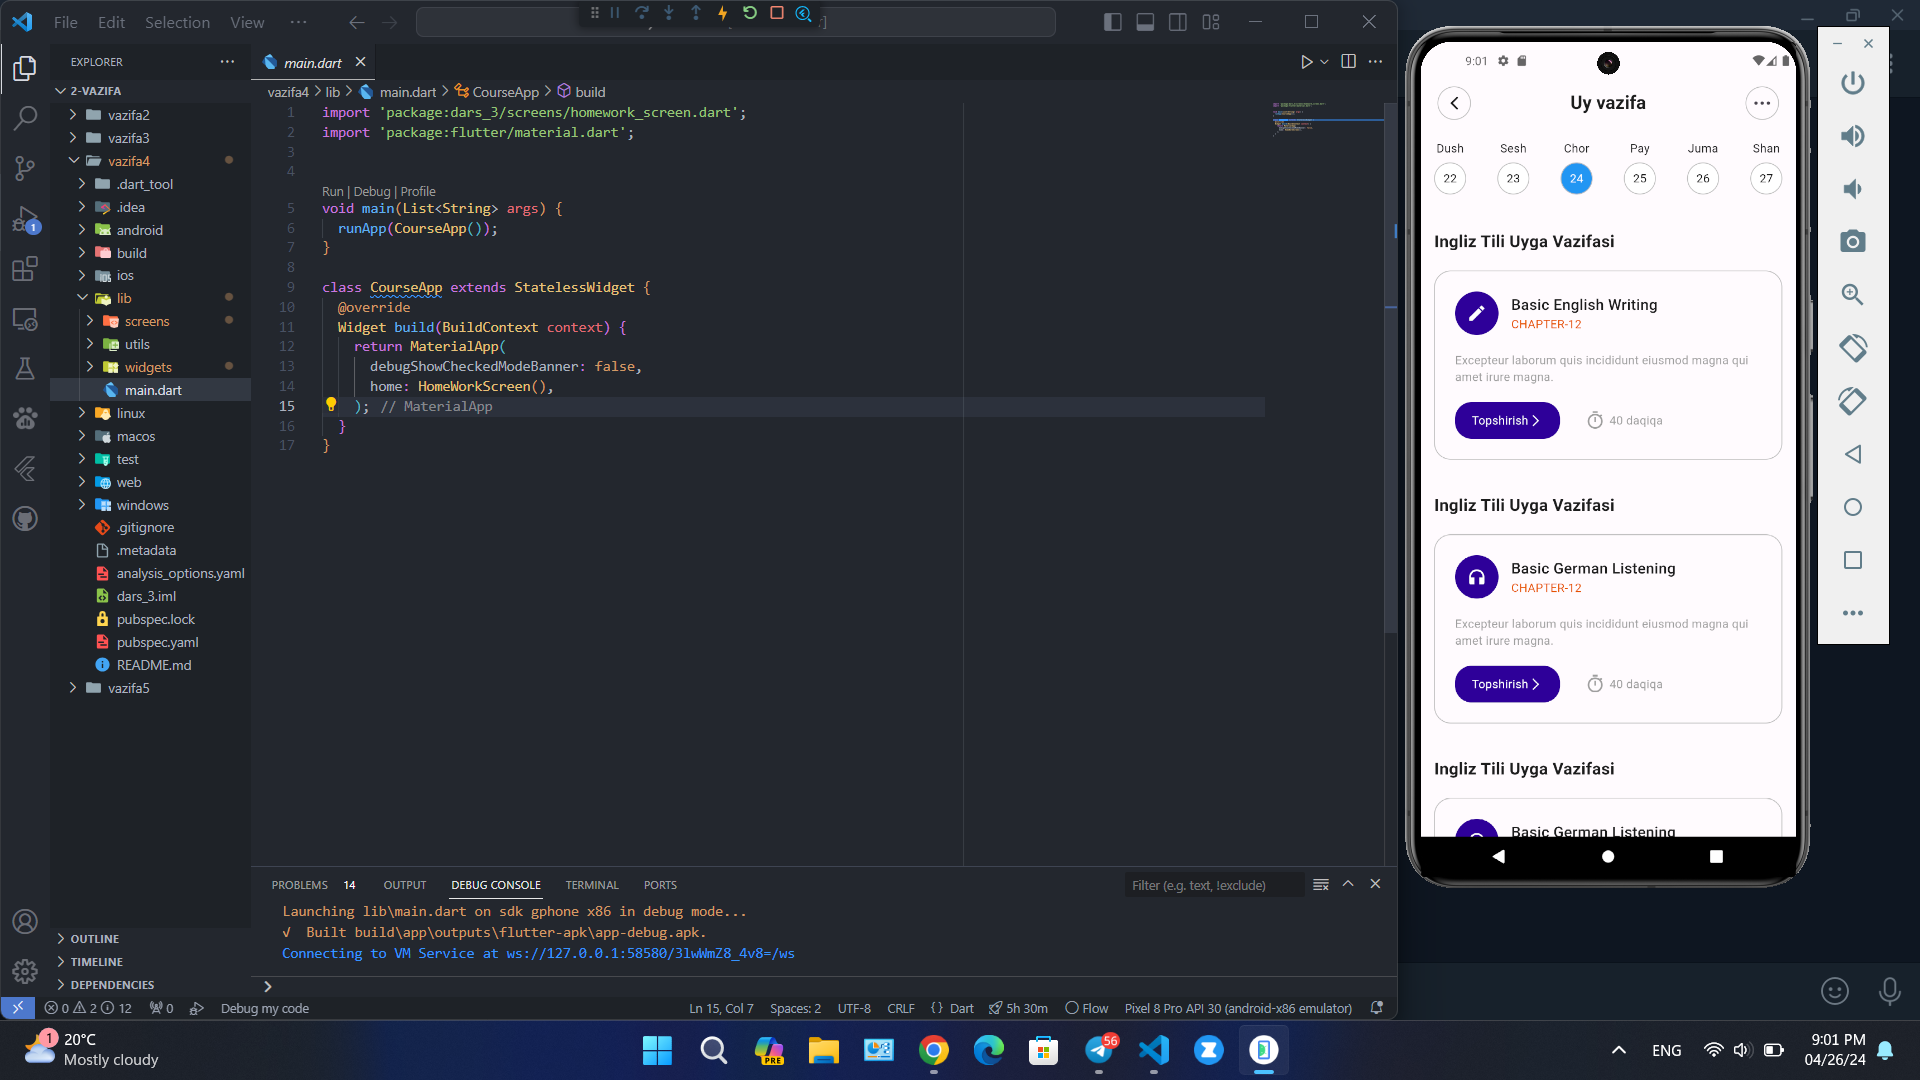 File Edit Selection View ···
EXPLORER
2-VAZIFA
vazifa2
vazifa3
vazifa4
.dart_tool
.idea
android
build
ios
lib
screens
utils
widgets
main.dart
linux
macos
test
web
windows
.gitignore
.metadata
analysis_options.yaml
dars_3.iml
pubspec.lock
pubspec.yaml
README.md
vazifa5
OUTLINE
TIMELINE
DEPENDENCIES
main.dart
vazifa4 > lib > main.dart > CourseApp > build
1 import 'package:dars_3/screens/homework_screen.dart';
2 import 'package:flutter/material.dart';
3
4
Run | Debug | Profile
5 void main(List<String> args) {
6 runApp(CourseApp());
7 }
8
9 class CourseApp extends StatelessWidget {
10 @override
11 Widget build(BuildContext context) {
12 return MaterialApp(
13 debugShowCheckedModeBanner: false,
14 home: HomeWorkScreen(),
15 ); // MaterialApp
16 }
17 }
PROBLEMS 14 OUTPUT DEBUG CONSOLE TERMINAL PORTS
Filter (e.g. text, !exclude)
Launching lib\main.dart on sdk gphone x86 in debug mode...
√ Built build\app\outputs\flutter-apk\app-debug.apk.
Connecting to VM Service at ws://127.0.0.1:58580/3lwWmZ8_4v8=/ws
0 2 12 0 Debug my code
Ln 15, Col 7 Spaces: 2 UTF-8 CRLF {} Dart 5h 30m Flow Pixel 8 Pro API 30 (android-x86 emulator)
9:01
Uy vazifa
Dush Sesh Chor Pay Juma Shan
22 23 24 25 26 27
Ingliz Tili Uyga Vazifasi
Basic English Writing
CHAPTER-12
Excepteur laborum quis incididunt eiusmod magna qui
amet irure magna.
Topshirish 40 daqiqa
Ingliz Tili Uyga Vazifasi
Basic German Listening
CHAPTER-12
Excepteur laborum quis incididunt eiusmod magna qui
amet irure magna.
Topshirish 40 daqiqa
Ingliz Tili Uyga Vazifasi
Basic German Listening
1
20°C
Mostly cloudy
PRE
56
ENG
9:01 PM
04/26/24